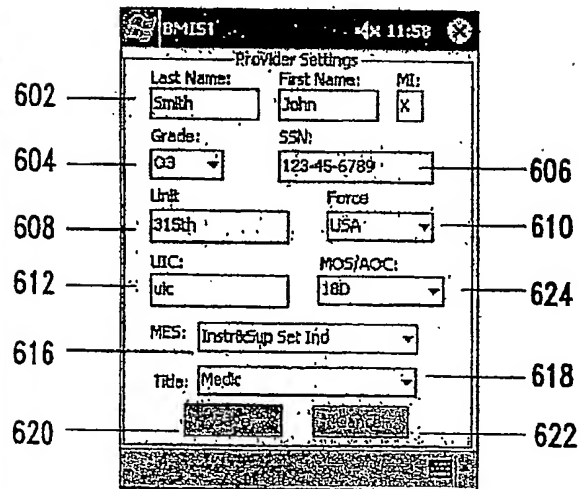 BMIS1 11:58
Provider Settings
Last Name: First Name: MI:
602 Smith John X
Grade: SSN:
604 O3 123-45-6789 606
Unit Force
608 315th USA 610
UIC: MOS/AOC:
612 uic 18D 624
MES: Instr&Sup Set Ind
616
Title: Medic 618
620 Cancel 622